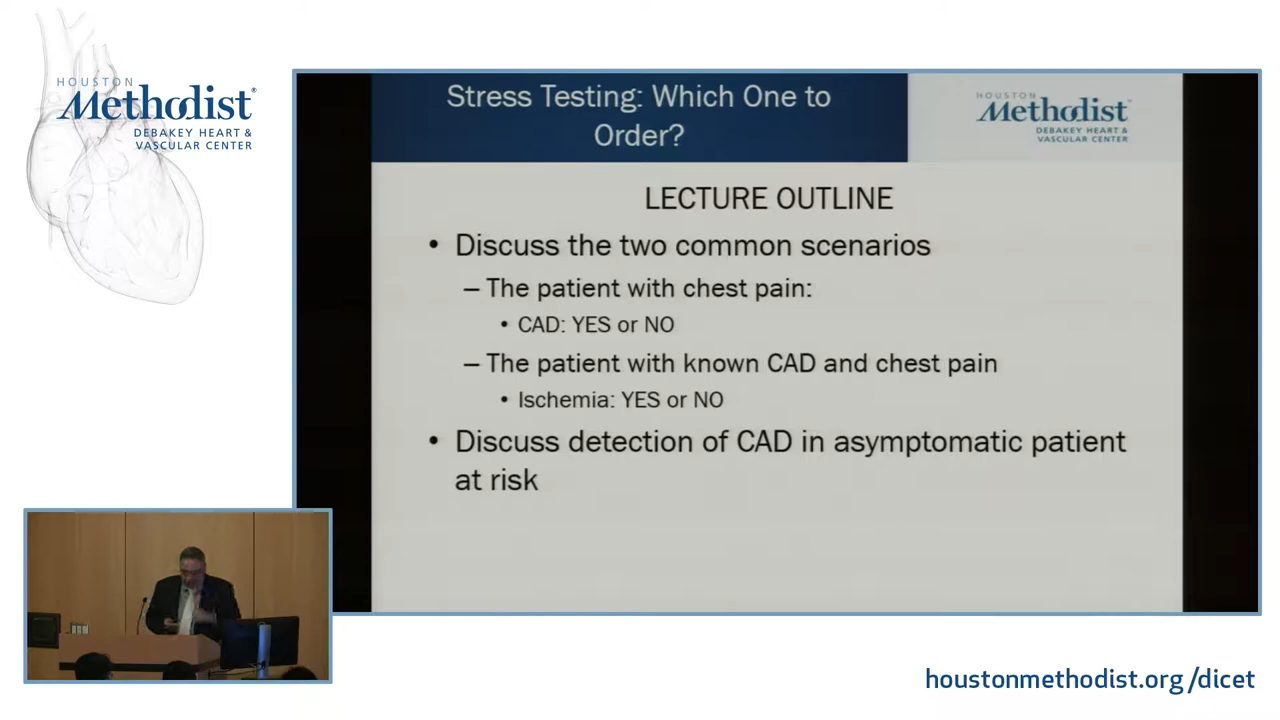 HOUSTON
Methodist®
DEBAKEY HEART &
VASCULAR CENTER
Stress Testing: Which One to
Order?
HOUSTON
Methodist
DEBAKEY HEART &
VASCULAR CENTER
LECTURE OUTLINE
• Discuss the two common scenarios
– The patient with chest pain:
• CAD: YES or NO
– The patient with known CAD and chest pain
• Ischemia: YES or NO
• Discuss detection of CAD in asymptomatic patient
at risk
houstonmethodist.org/dicet